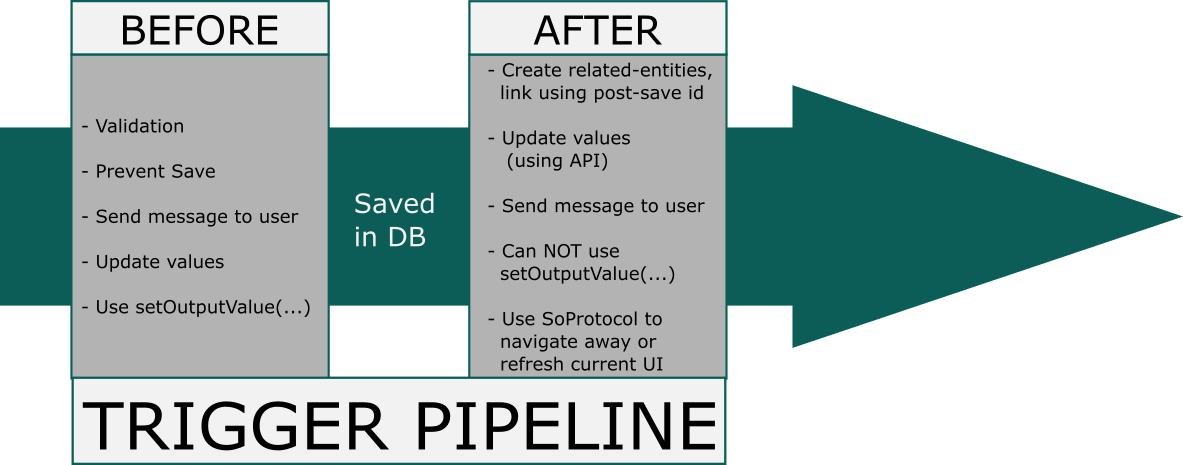 BEFORE
- Validation
- Prevent Save
- Send message to user
- Update values
- Use setOutputValue(...)
Saved
in DB
AFTER
- Create related-entities,
link using post-save id
- Update values
(using API)
- Send message to user
- Can NOT use
setOutputValue(...)
- Use SoProtocol to
navigate away or
refresh current UI
TRIGGER PIPELINE